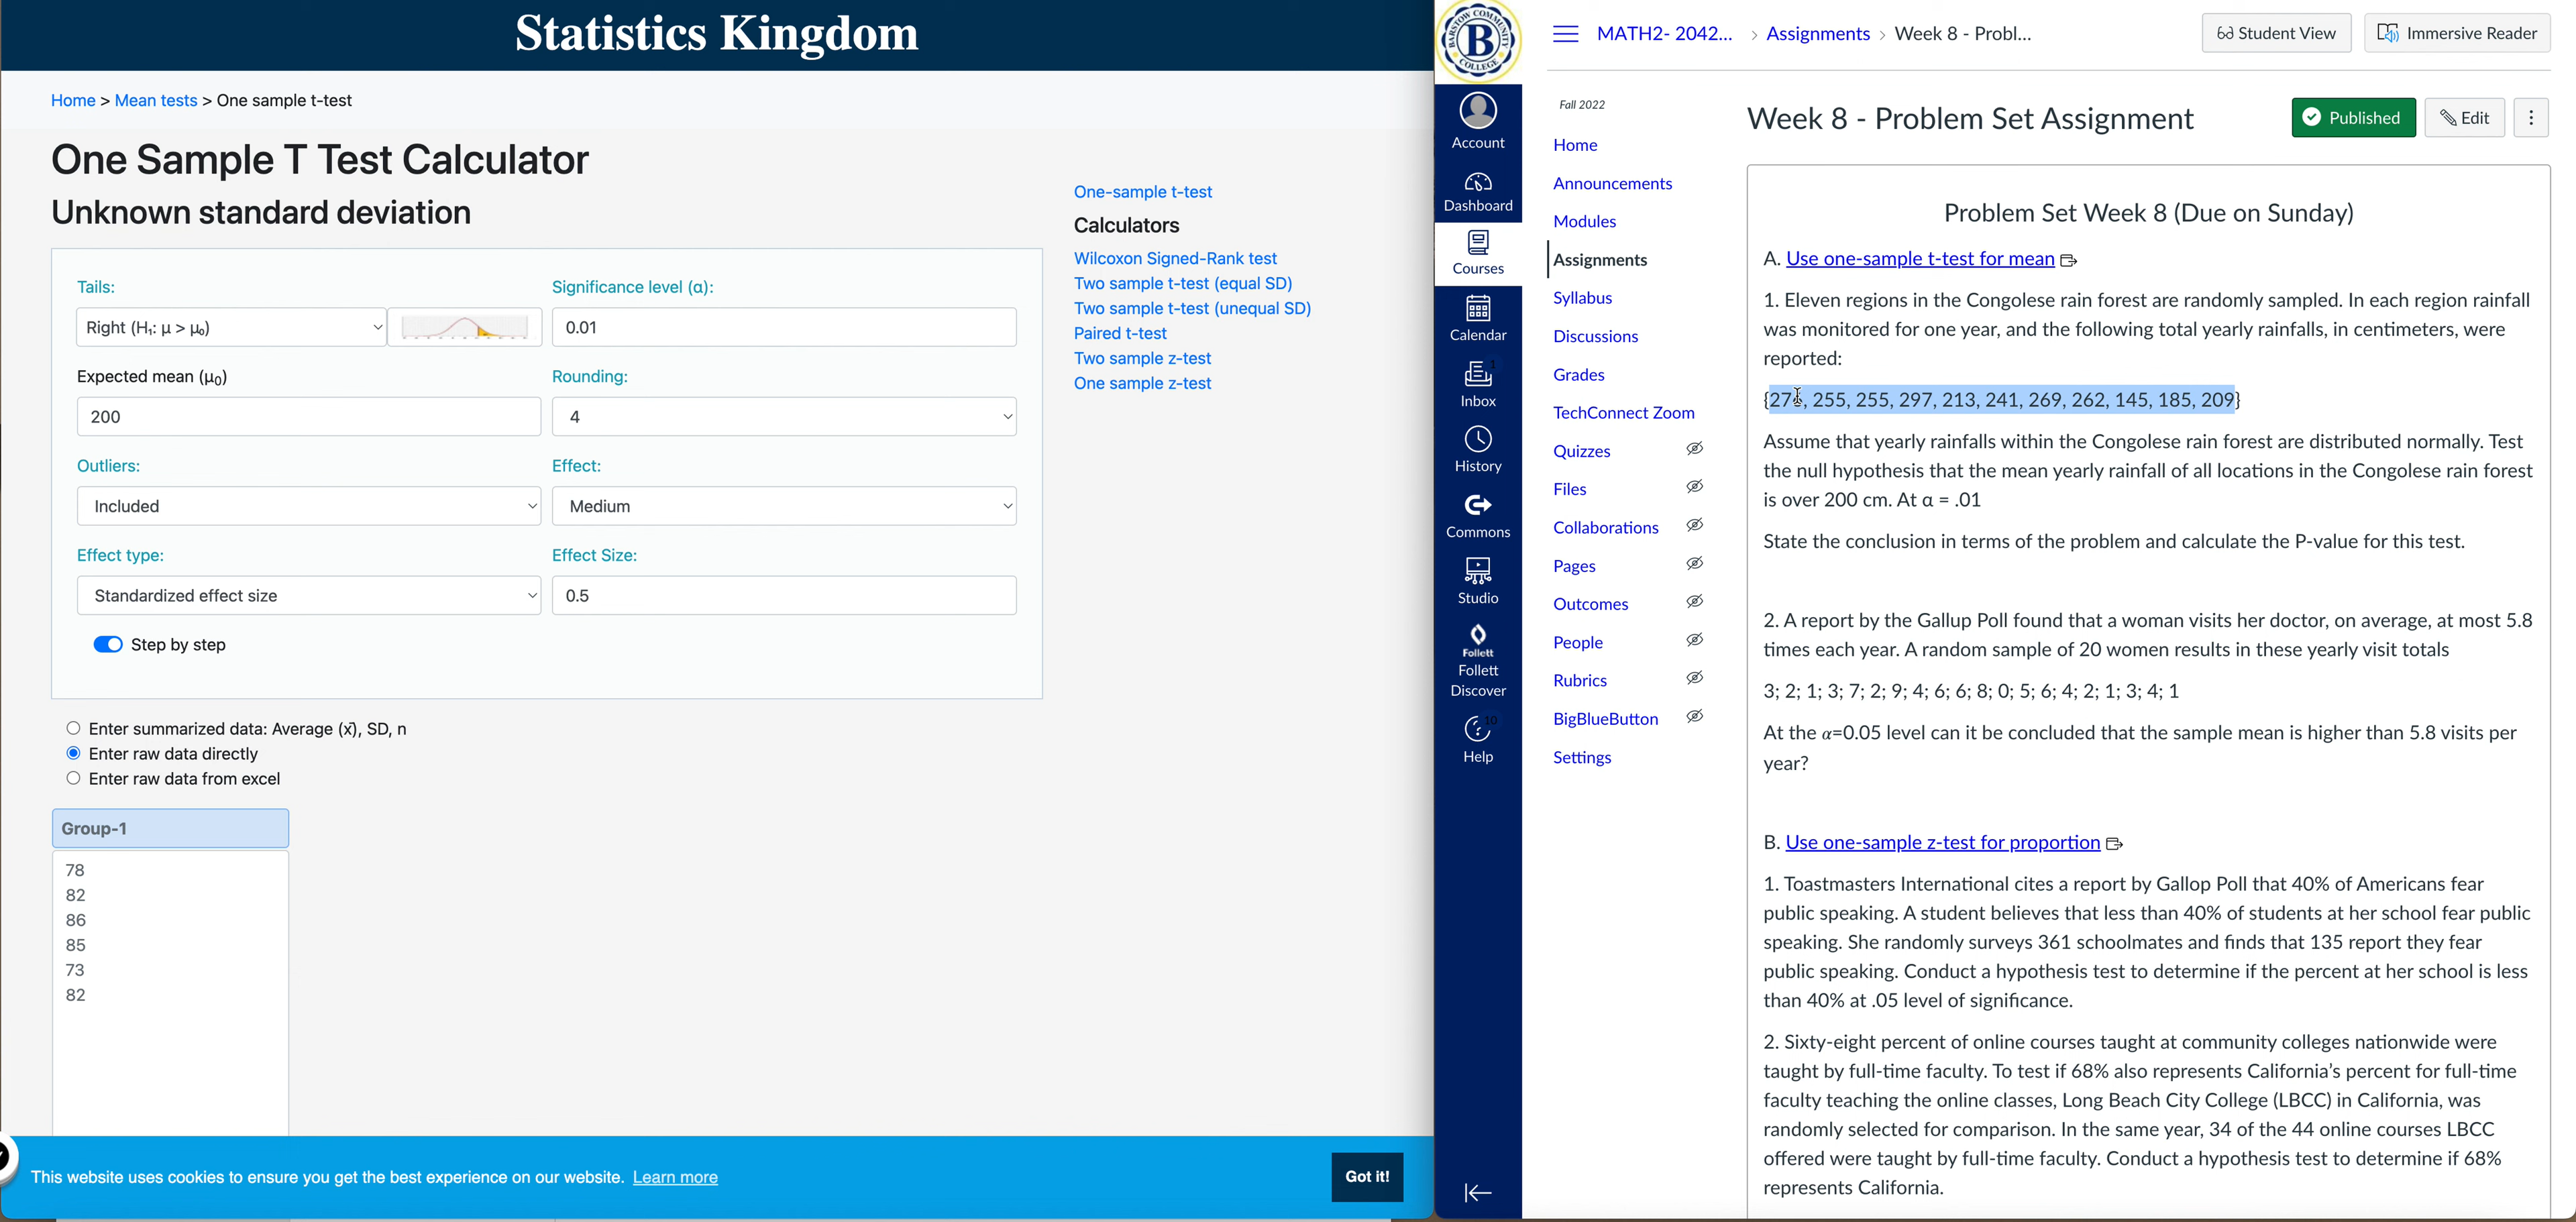 Statistics Kingdom
Home > Mean tests > One sample t-test
One Sample T Test Calculator
Unknown standard deviation
Tails:
Significance level (α):
Right (H₁: μ > μ₀)
0.01
Expected mean (μ₀)
Rounding:
200
4
Outliers:
Effect:
Included
Medium
Effect type:
Effect Size:
Standardized effect size
0.5
Step by step
One-sample t-test
Calculators
Wilcoxon Signed-Rank test
Two sample t-test (equal SD)
Two sample t-test (unequal SD)
Paired t-test
Two sample z-test
One sample z-test
Enter summarized data: Average (x̄), SD, n
Enter raw data directly
Enter raw data from excel
Group-1
78
82
86
85
73
82
This website uses cookies to ensure you get the best experience on our website. Learn more
Got it!
BARSTOW COMMUNITY
B
COLLEGE
Account
Dashboard
Courses
Calendar
1
Inbox
History
Commons
Studio
Follett
Follett
Discover
10
Help
MATH2- 2042... > Assignments > Week 8 - Probl...
Student View
Immersive Reader
Fall 2022
Home
Announcements
Modules
Assignments
Syllabus
Discussions
Grades
TechConnect Zoom
Quizzes
Files
Collaborations
Pages
Outcomes
People
Rubrics
BigBlueButton
Settings
Week 8 - Problem Set Assignment
Published
Edit
Problem Set Week 8 (Due on Sunday)
A. Use one-sample t-test for mean
1. Eleven regions in the Congolese rain forest are randomly sampled. In each region rainfall
was monitored for one year, and the following total yearly rainfalls, in centimeters, were
reported:
255, 255, 297, 213, 241, 269, 262, 145, 185, 209}
Assume that yearly rainfalls within the Congolese rain forest are distributed normally. Test
the null hypothesis that the mean yearly rainfall of all locations in the Congolese rain forest
is over 200 cm. At α = .01
State the conclusion in terms of the problem and calculate the P-value for this test.
2. A report by the Gallup Poll found that a woman visits her doctor, on average, at most 5.8
times each year. A random sample of 20 women results in these yearly visit totals
3; 2; 1; 3; 7; 2; 9; 4; 6; 6; 8; 0; 5; 6; 4; 2; 1; 3; 4; 1
At the α=0.05 level can it be concluded that the sample mean is higher than 5.8 visits per
year?
B. Use one-sample z-test for proportion
1. Toastmasters International cites a report by Gallop Poll that 40% of Americans fear
public speaking. A student believes that less than 40% of students at her school fear public
speaking. She randomly surveys 361 schoolmates and finds that 135 report they fear
public speaking. Conduct a hypothesis test to determine if the percent at her school is less
than 40% at .05 level of significance.
2. Sixty-eight percent of online courses taught at community colleges nationwide were
taught by full-time faculty. To test if 68% also represents California's percent for full-time
faculty teaching the online classes, Long Beach City College (LBCC) in California, was
randomly selected for comparison. In the same year, 34 of the 44 online courses LBCC
offered were taught by full-time faculty. Conduct a hypothesis test to determine if 68%
represents California.